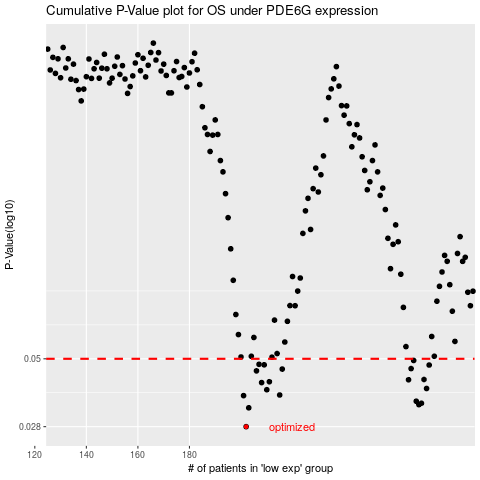 Cumulative P-Value plot for OS under PDE6G expression
P-Value(log10)
0.05
0.028
optimized
120 140 160 180
# of patients in 'low exp' group